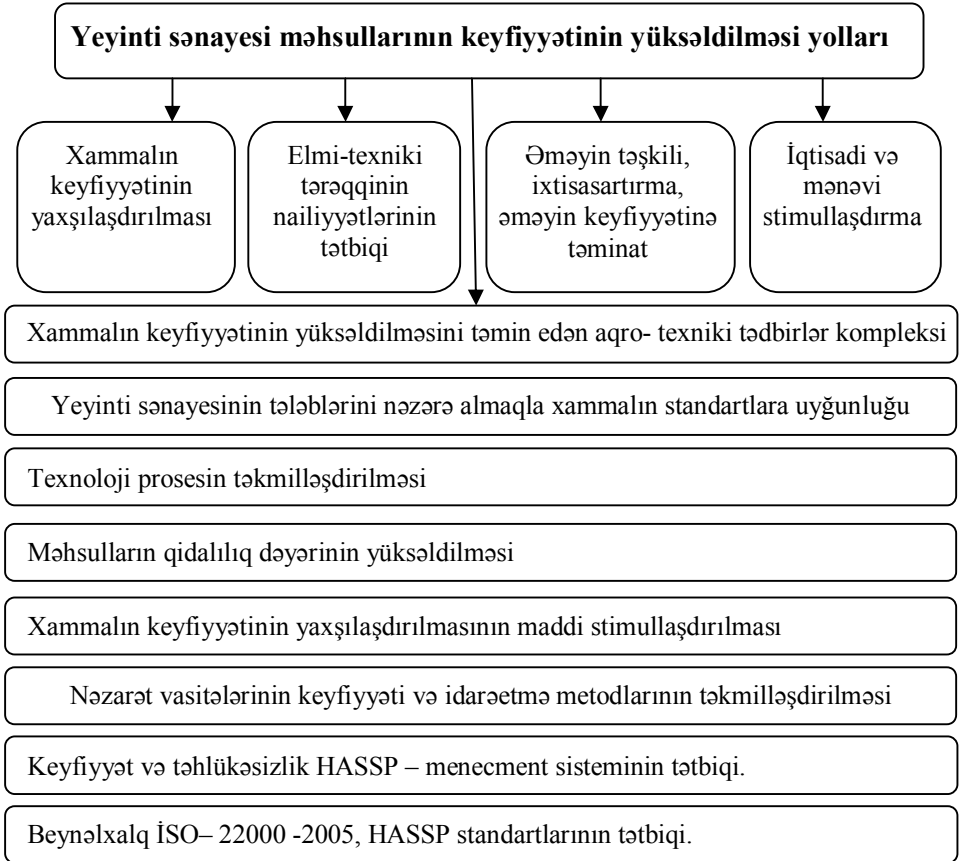 Yeyinti sənayesi məhsullarının keyfiyyətinin yüksəldilməsi yolları
Xammalın
keyfiyyətinin
yaxşılaşdırılması
Elmi-texniki
tərəqqinin
nailiyyətlərinin
tətbiqi
Əməyin təşkili,
ixtisasartırma,
əməyin keyfiyyətinə
təminat
İqtisadi və
mənəvi
stimullaşdırma
Xammalın keyfiyyətinin yüksəldilməsini təmin edən aqro- texniki tədbirlər kompleksi
Yeyinti sənayesinin tələblərini nəzərə almaqla xammalın standartlara uyğunluğu
Texnoloji prosesin təkmilləşdirilməsi
Məhsulların qidalılıq dəyərinin yüksəldilməsi
Xammalın keyfiyyətinin yaxşılaşdırılmasının maddi stimullaşdırılması
Nəzarət vasitələrinin keyfiyyəti və idarəetmə metodlarının təkmilləşdirilməsi
Keyfiyyət və təhlükəsizlik HASSP – menecment sisteminin tətbiqi.
Beynəlxalq İSO– 22000 -2005, HASSP standartlarının tətbiqi.